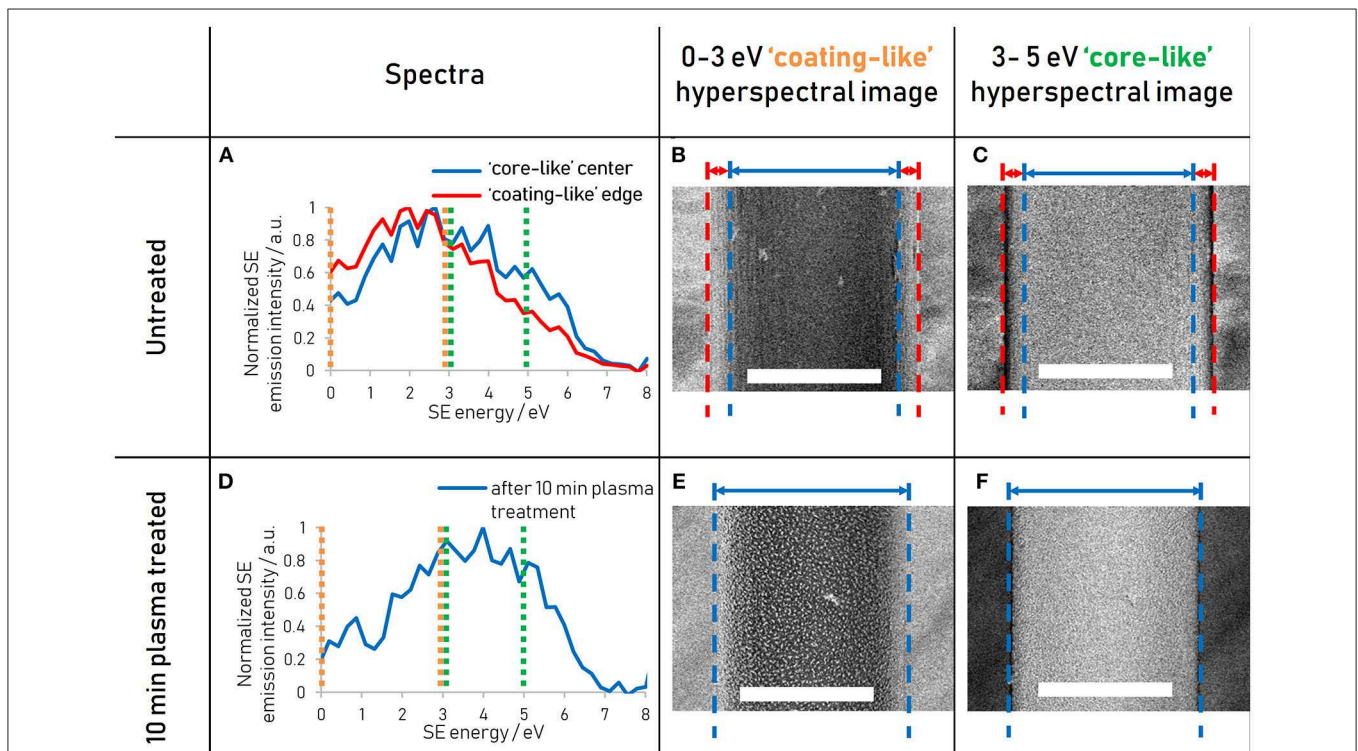 Spectra
0-3 eV 'coating-like'
hyperspectral image
3- 5 eV 'core-like'
hyperspectral image
Untreated
A
'core-like' center
'coating-like' edge
Normalized SE
emission intensity / a.u.
1
0.8
0.6
0.4
0.2
0
0 1 2 3 4 5 6 7 8
SE energy / eV
B
C
10 min plasma treated
D
after 10 min plasma
treatment
Normalized SE
emission intensity / a.u.
1
0.8
0.6
0.4
0.2
0
0 1 2 3 4 5 6 7 8
SE energy / eV
E
F